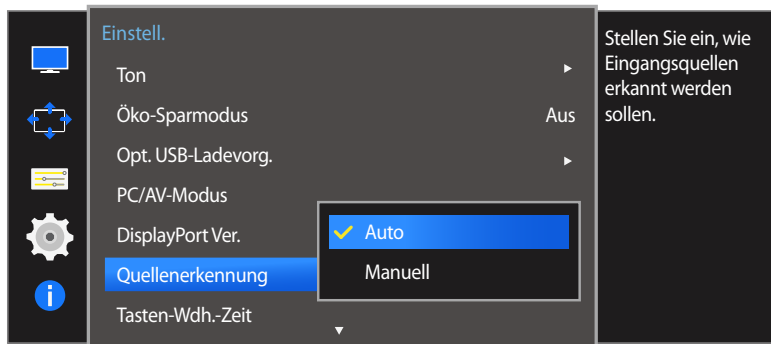 Einstell.
Ton
Öko-Sparmodus Aus
Opt. USB-Ladevorg.
PC/AV-Modus
DisplayPort Ver.
Quellenerkennung
Tasten-Wdh.-Zeit
Auto
Manuell
Stellen Sie ein, wie
Eingangsquellen
erkannt werden
sollen.